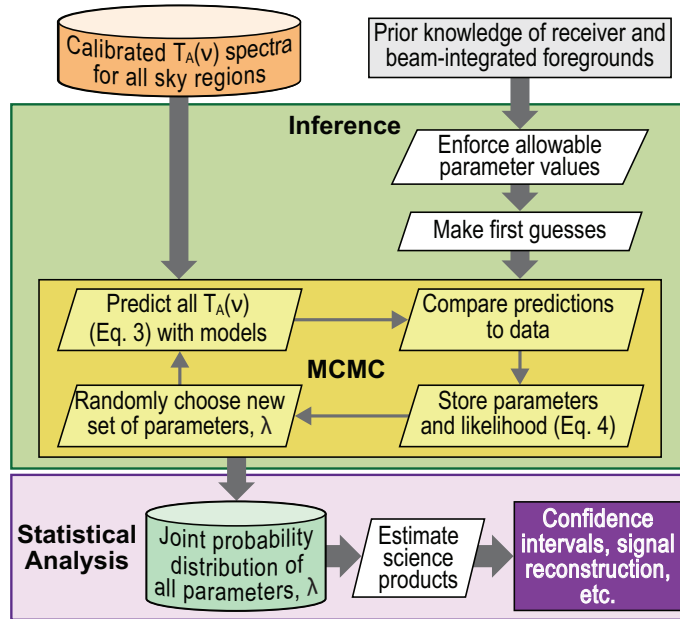 Calibrated T_A(ν) spectra
for all sky regions
Prior knowledge of receiver and
beam-integrated foregrounds
Inference
Enforce allowable
parameter values
Make first guesses
Predict all T_A(ν)
(Eq. 3) with models
Compare predictions
to data
MCMC
Randomly choose new
set of parameters, λ
Store parameters
and likelihood (Eq. 4)
Statistical
Analysis
Joint probability
distribution of
all parameters, λ
Estimate
science
products
Confidence
intervals, signal
reconstruction,
etc.